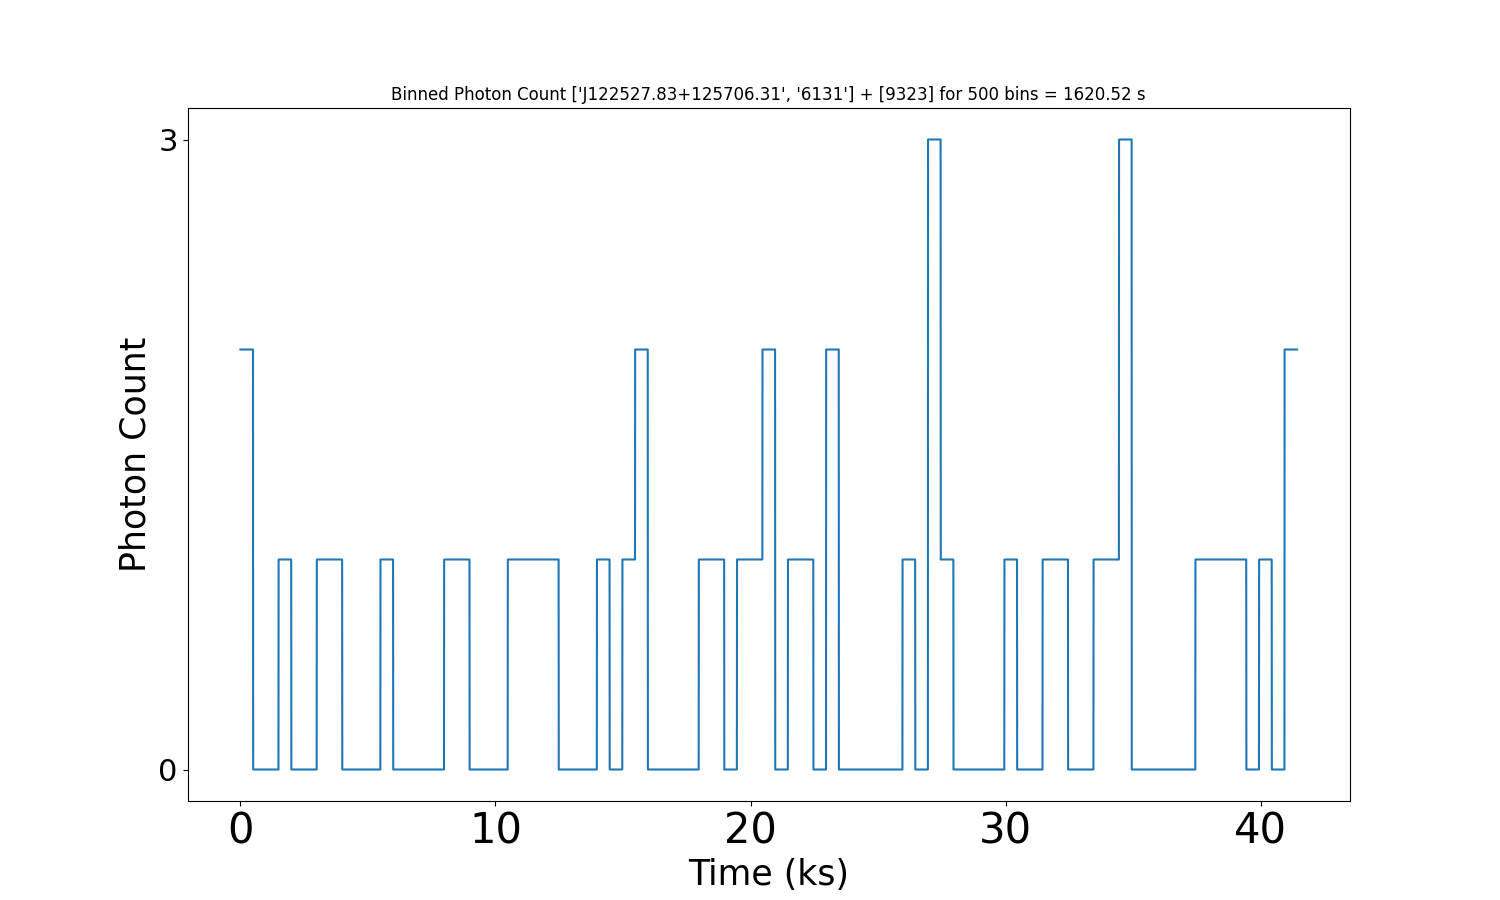 Binned Photon Count ['J122527.83+125706.31', '6131'] + [9323] for 500 bins = 1620.52 s
3
0
Photon Count
0 10 20 30 40
Time (ks)